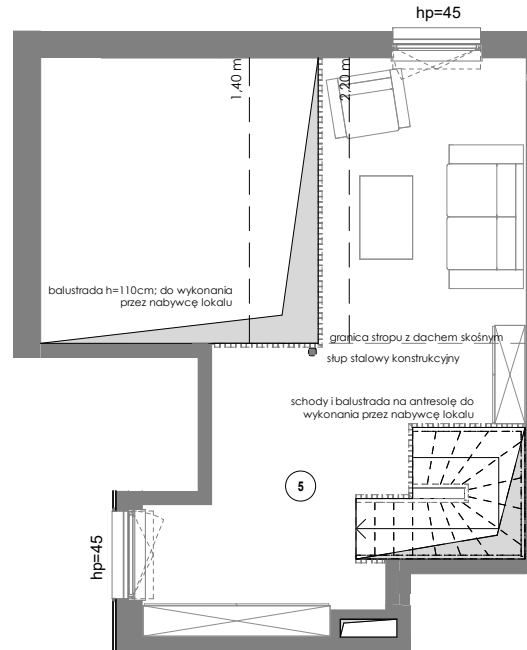 hp=45
1,40 m
2,20 m
balustrada h=110cm; do wykonania
przez nabywcę lokalu
granica stropu z dachem skośnym
słup stalowy konstrukcyjny
schody i balustrada na antresolę do
wykonania przez nabywcę lokalu
5
hp=45